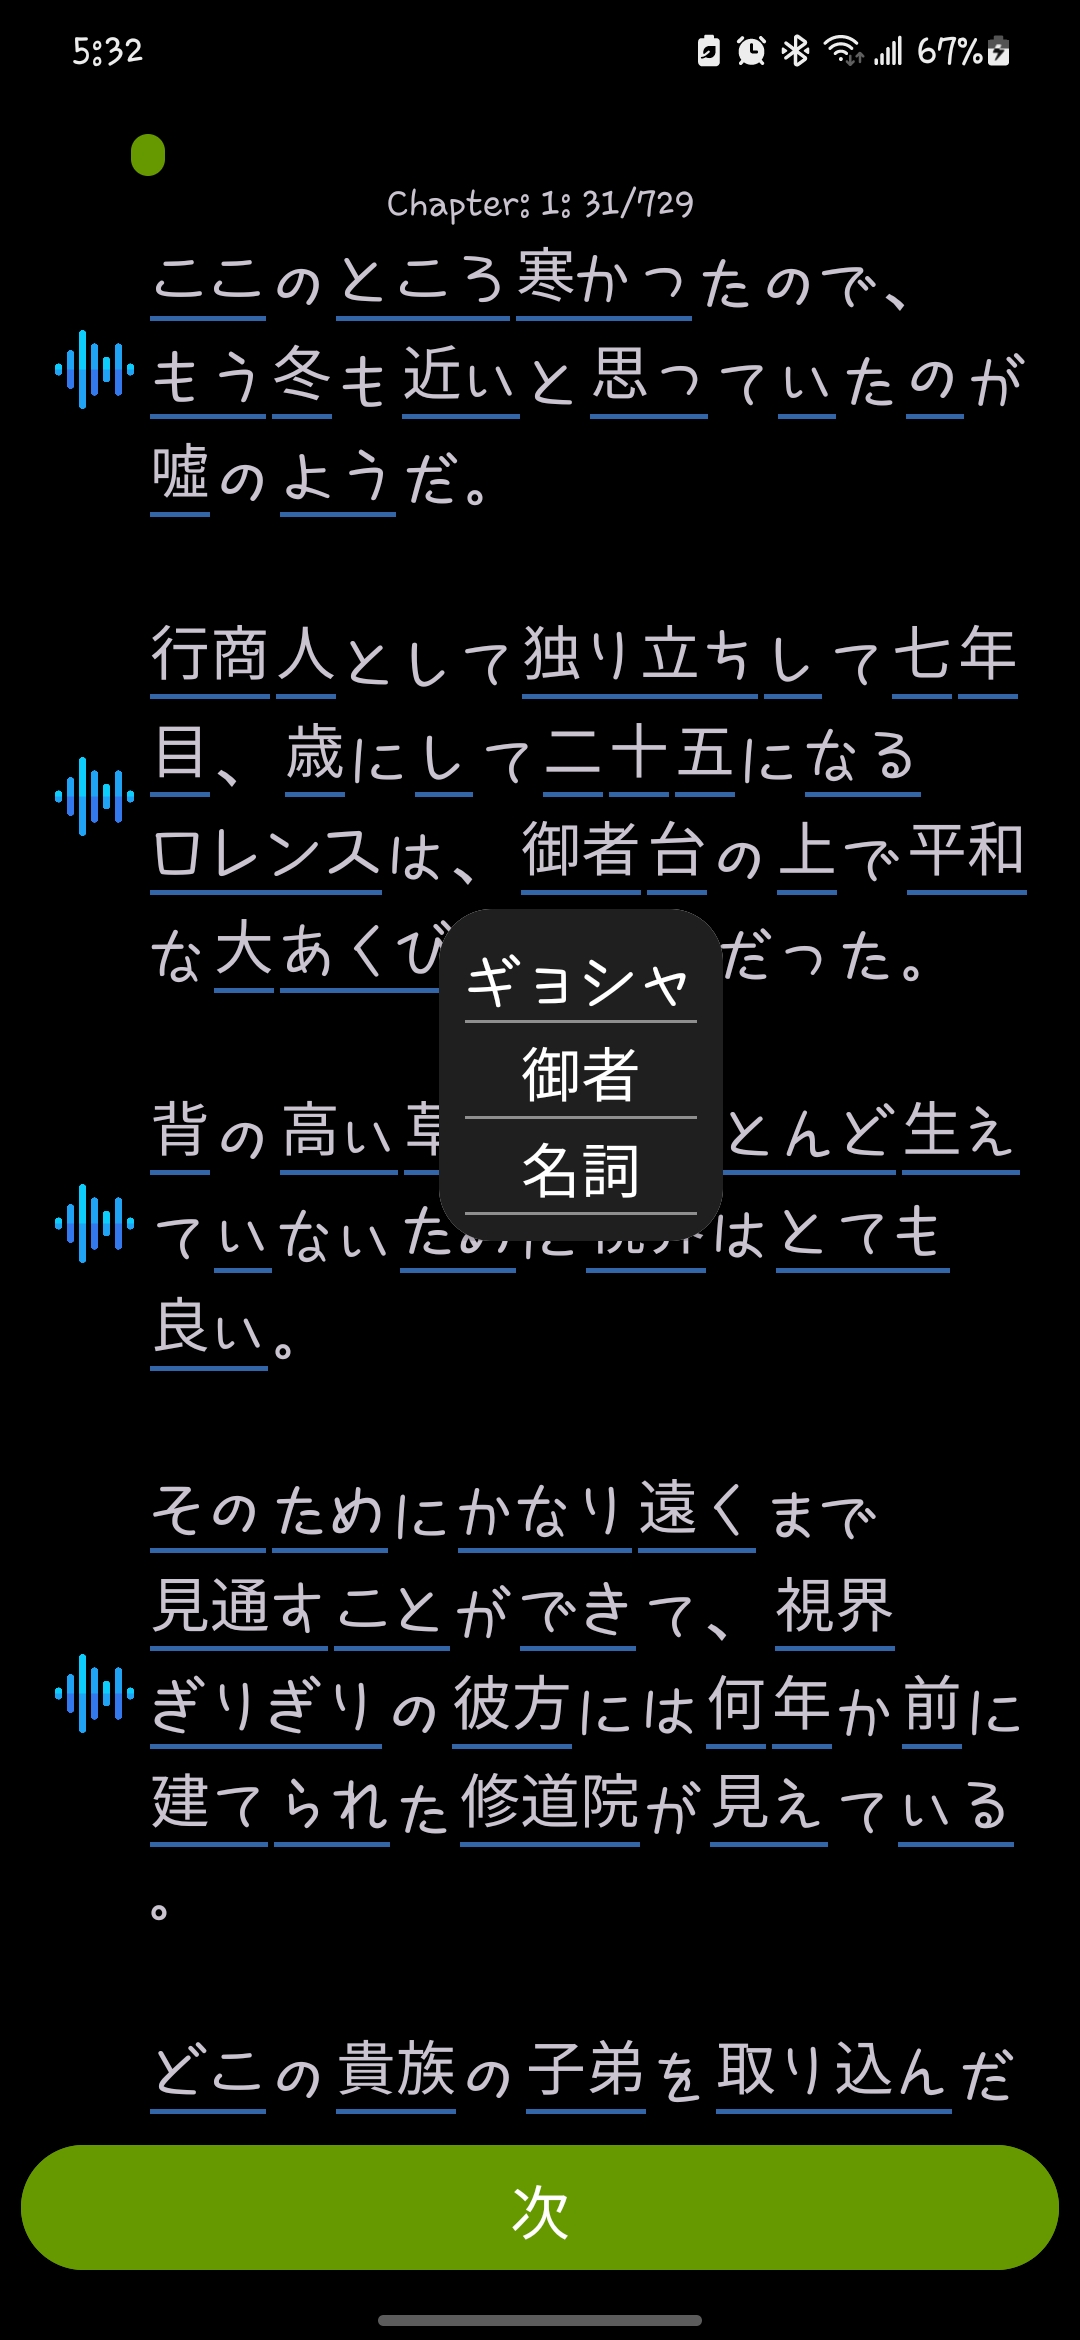 5:32
67%
Chapter: 1: 31/729
ここのところ寒かったので、
もう冬も近いと思っていたのが
嘘のようだ。
行商人として独り立ちして七年
目、歳にして二十五になる
ロレンスは、御者台の上で平和
な大あくび だった。
ギョシャ
御者
名詞
背の高い とんど生え
ていないため はとても
良い。
そのためにかなり遠くまで
見通すことができて、視界
ぎりぎりの彼方には何年か前に
建てられた修道院が見えている
。
どこの貴族の子弟を取り込んだ
次